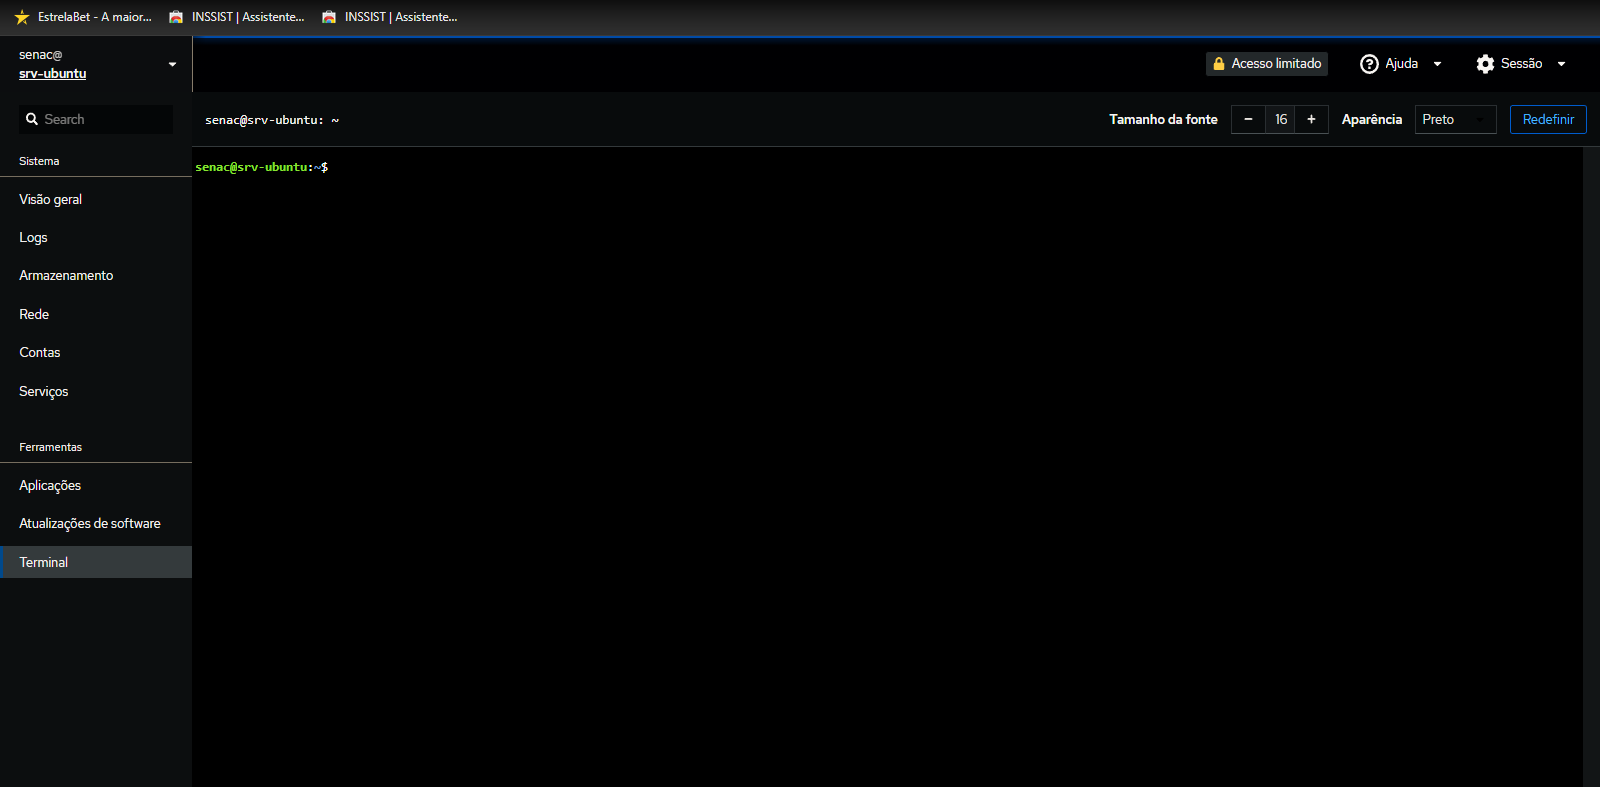 EstrelaBet - A maior... INSSIST | Assistente... INSSIST | Assistente...
senac@
srv-ubuntu
Acesso limitado Ajuda Sessão
Search
senac@srv-ubuntu: ~
Tamanho da fonte − 16 + Aparência Preto Redefinir
senac@srv-ubuntu:~$
Sistema
Visão geral
Logs
Armazenamento
Rede
Contas
Serviços
Ferramentas
Aplicações
Atualizações de software
Terminal